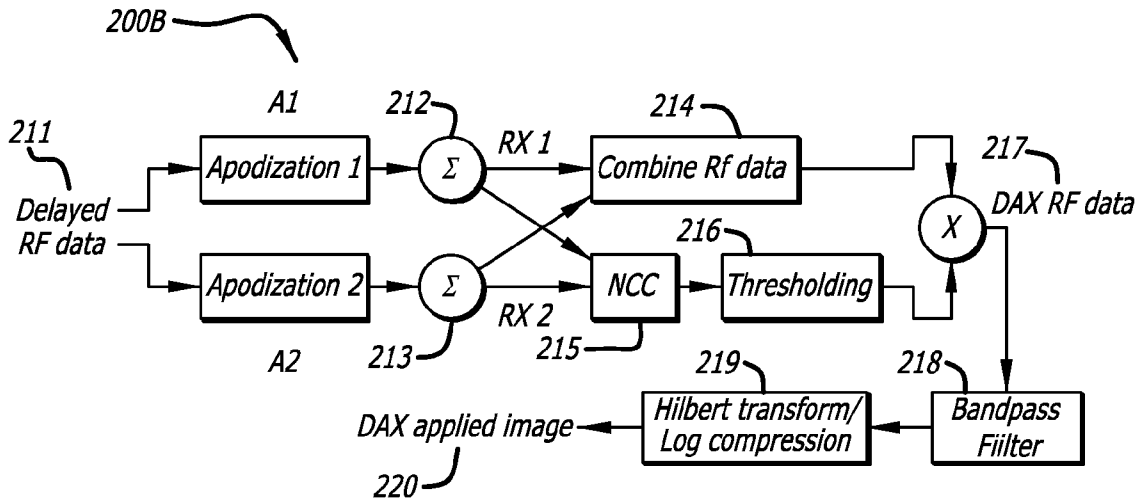 200B
A1
212
214
217
211
Apodization 1
Σ
RX 1
Combine Rf data
DAX RF data
Delayed
RF data
X
216
Apodization 2
Σ
RX 2
NCC
Thresholding
A2
213
215
219
218
DAX applied image
Hilbert transform/
Log compression
Bandpass
Fiilter
220